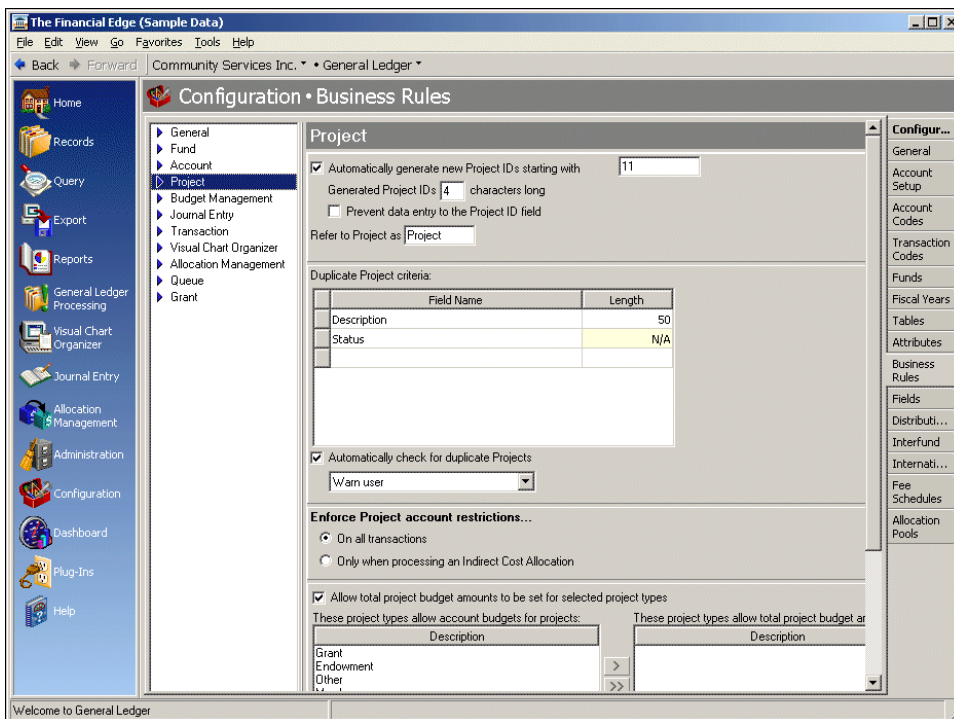 The Financial Edge (Sample Data)
File Edit View Go Favorites Tools Help
Back Forward Community Services Inc. • General Ledger
Configuration • Business Rules
Home
Records
Query
Export
Reports
General Ledger
Processing
Visual Chart
Organizer
Journal Entry
Allocation
Management
Administration
Configuration
Dashboard
Plug-Ins
Help
General
Fund
Account
Project
Budget Management
Journal Entry
Transaction
Visual Chart Organizer
Allocation Management
Queue
Grant
Project
Automatically generate new Project IDs starting with 11
Generated Project IDs 4 characters long
Prevent data entry to the Project ID field
Refer to Project as Project
Duplicate Project criteria:
Field Name Length
Description 50
Status N/A
Automatically check for duplicate Projects
Warn user
Enforce Project account restrictions...
On all transactions
Only when processing an Indirect Cost Allocation
Allow total project budget amounts to be set for selected project types
These project types allow account budgets for projects: These project types allow total project budget ar
Description Description
Grant
Endowment
Other
>
>>
Configur...
General
Account
Setup
Account
Codes
Transaction
Codes
Funds
Fiscal Years
Tables
Attributes
Business
Rules
Fields
Distributi...
Interfund
Internati...
Fee
Schedules
Allocation
Pools
Welcome to General Ledger